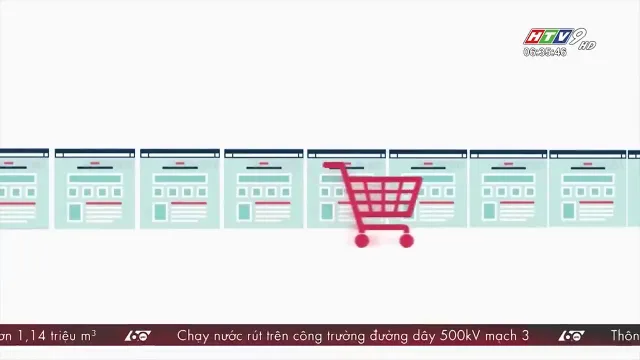 HTV9 HD
06:35:46
ơn 1,14 triệu m³ Chạy nước rút trên công trường đường dây 500kV mạch 3 Thôn